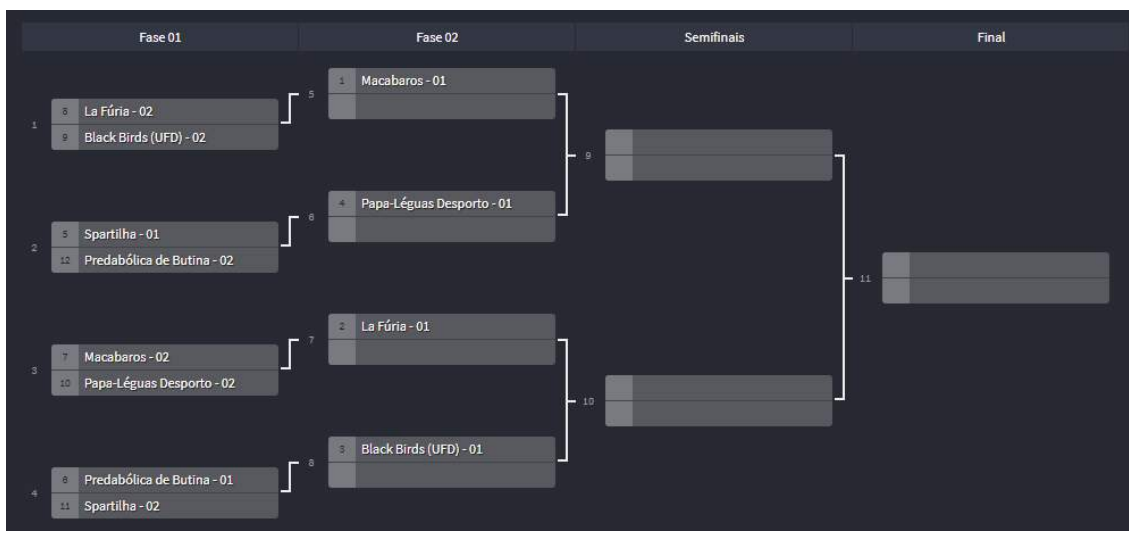 Fase 01
Fase 02
Semifinais
Final
1
8 La Fúria - 02
9 Black Birds (UFD) - 02
2
5 Spartilha - 01
12 Predabólica de Butina - 02
3
7 Macabaros - 02
10 Papa-Léguas Desporto - 02
4
6 Predabólica de Butina - 01
11 Spartilha - 02
5
1 Macabaros - 01
6
4 Papa-Léguas Desporto - 01
7
2 La Fúria - 01
8
3 Black Birds (UFD) - 01
9
10
11